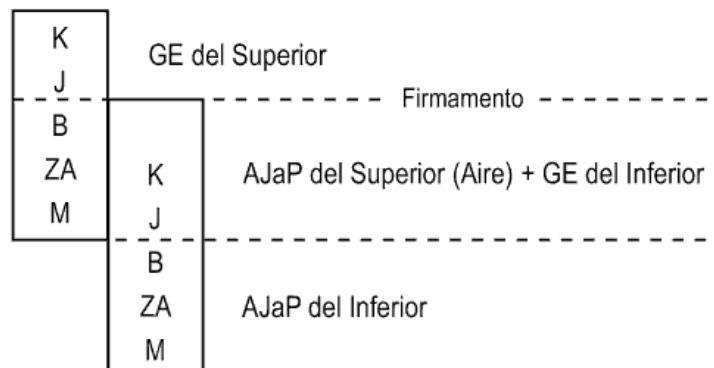 K
GE del Superior
J
Firmamento
B
ZA
K
AJaP del Superior (Aire) + GE del Inferior
M
J
B
ZA
AJaP del Inferior
M